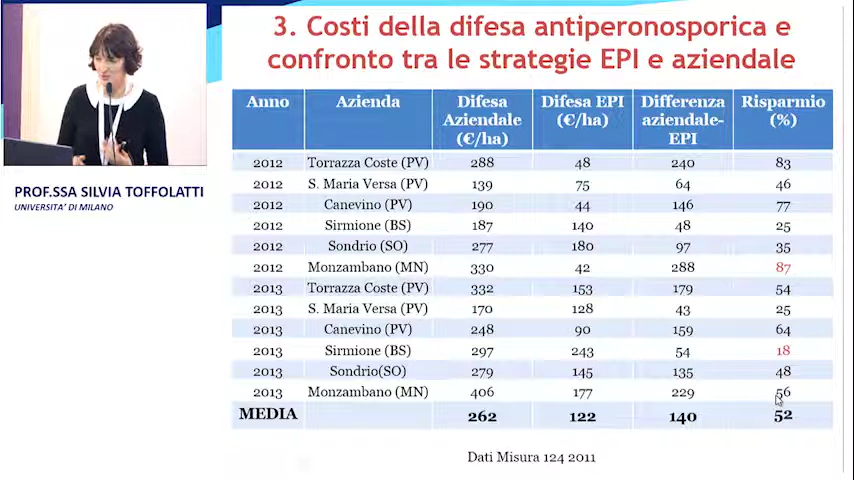 3. Costi della difesa antiperonosporica e
confronto tra le strategie EPI e aziendale
PROF.SSA SILVIA TOFFOLATTI
UNIVERSITA' DI MILANO
Anno Azienda Difesa Aziendale (€/ha) Difesa EPI (€/ha) Differenza aziendale-EPI Risparmio (%)
2012 Torrazza Coste (PV) 288 48 240 83
2012 S. Maria Versa (PV) 139 75 64 46
2012 Canevino (PV) 190 44 146 77
2012 Sirmione (BS) 187 140 48 25
2012 Sondrio (SO) 277 180 97 35
2012 Monzambano (MN) 330 42 288 87
2013 Torrazza Coste (PV) 332 153 179 54
2013 S. Maria Versa (PV) 170 128 43 25
2013 Canevino (PV) 248 90 159 64
2013 Sirmione (BS) 297 243 54 18
2013 Sondrio(SO) 279 145 135 48
2013 Monzambano (MN) 406 177 229 56
MEDIA 262 122 140 52
Dati Misura 124 2011